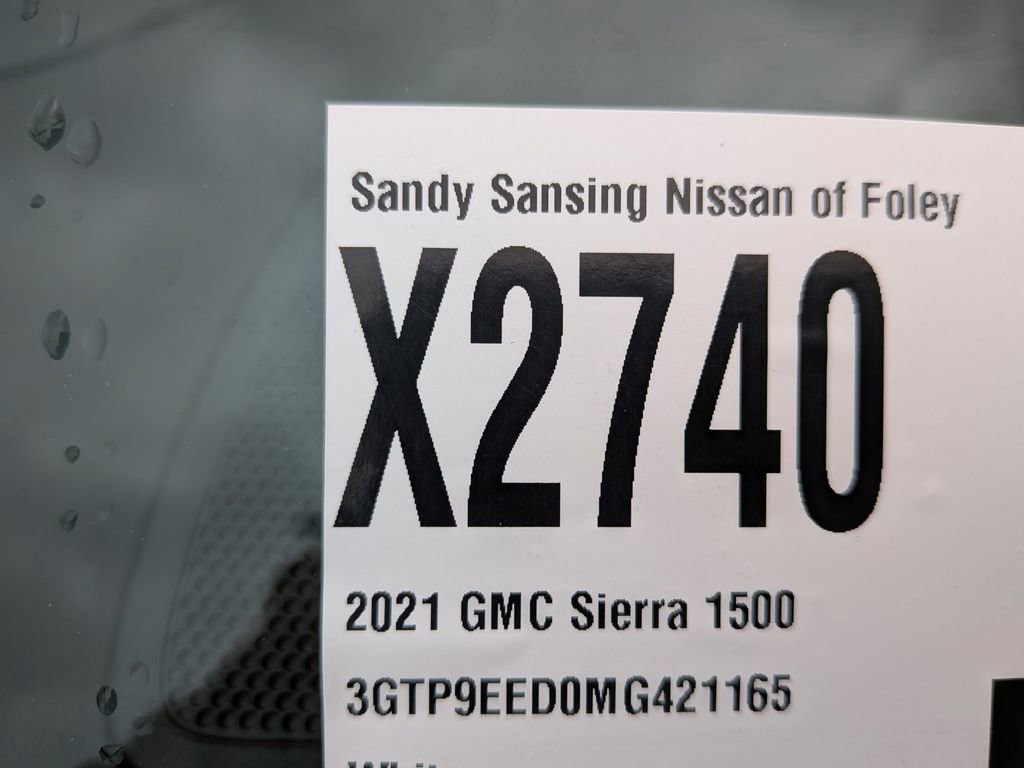 Sandy Sansing Nissan of Foley
X2740
2021 GMC Sierra 1500
3GTP9EED0MG421165